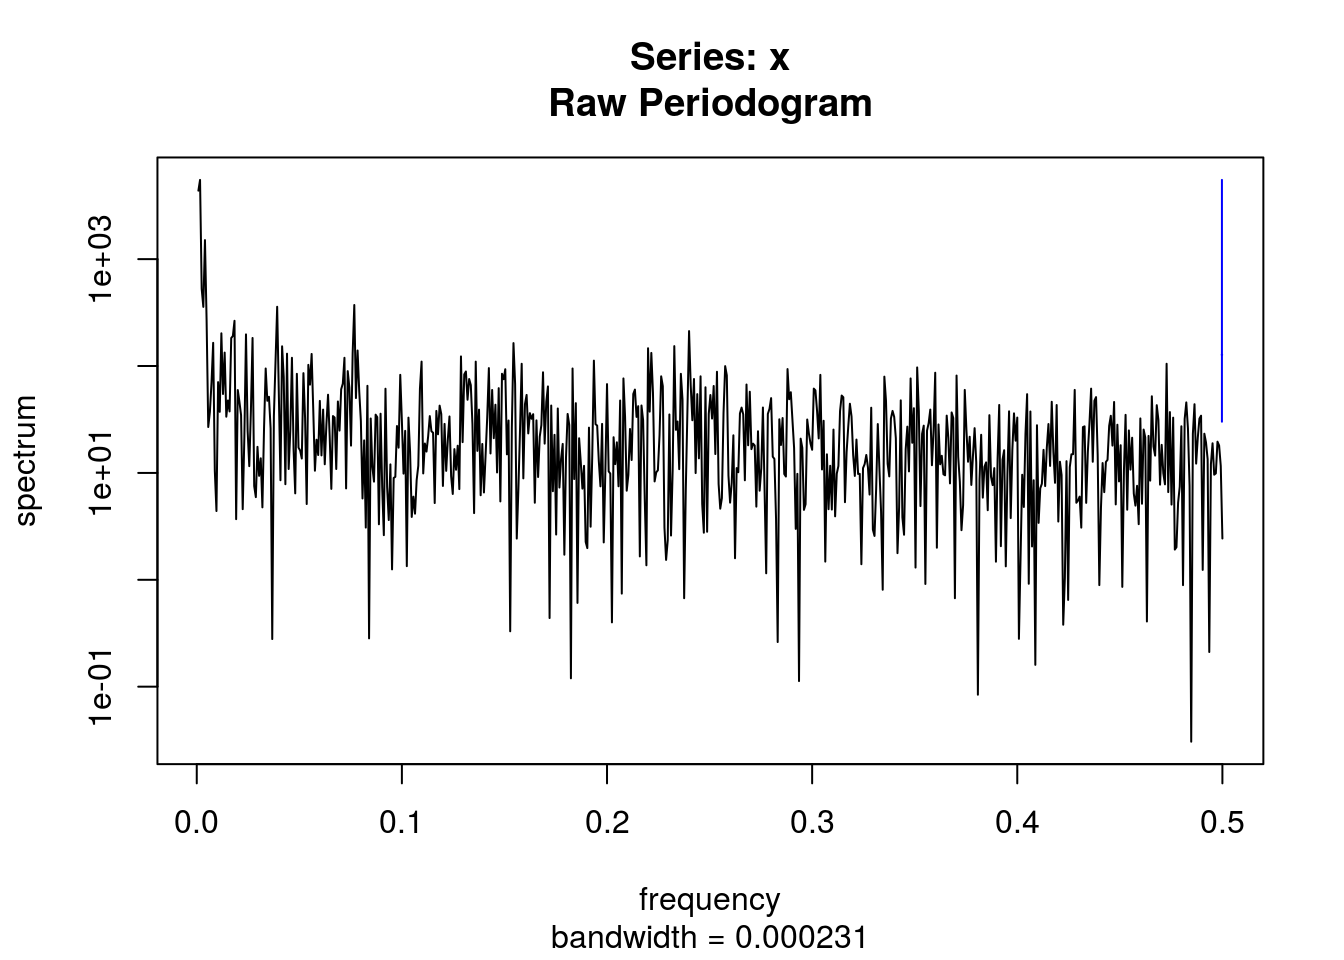 Series: x
Raw Periodogram
spectrum
1e+03
1e+01
1e-01
0.0 0.1 0.2 0.3 0.4 0.5
frequency
bandwidth = 0.000231